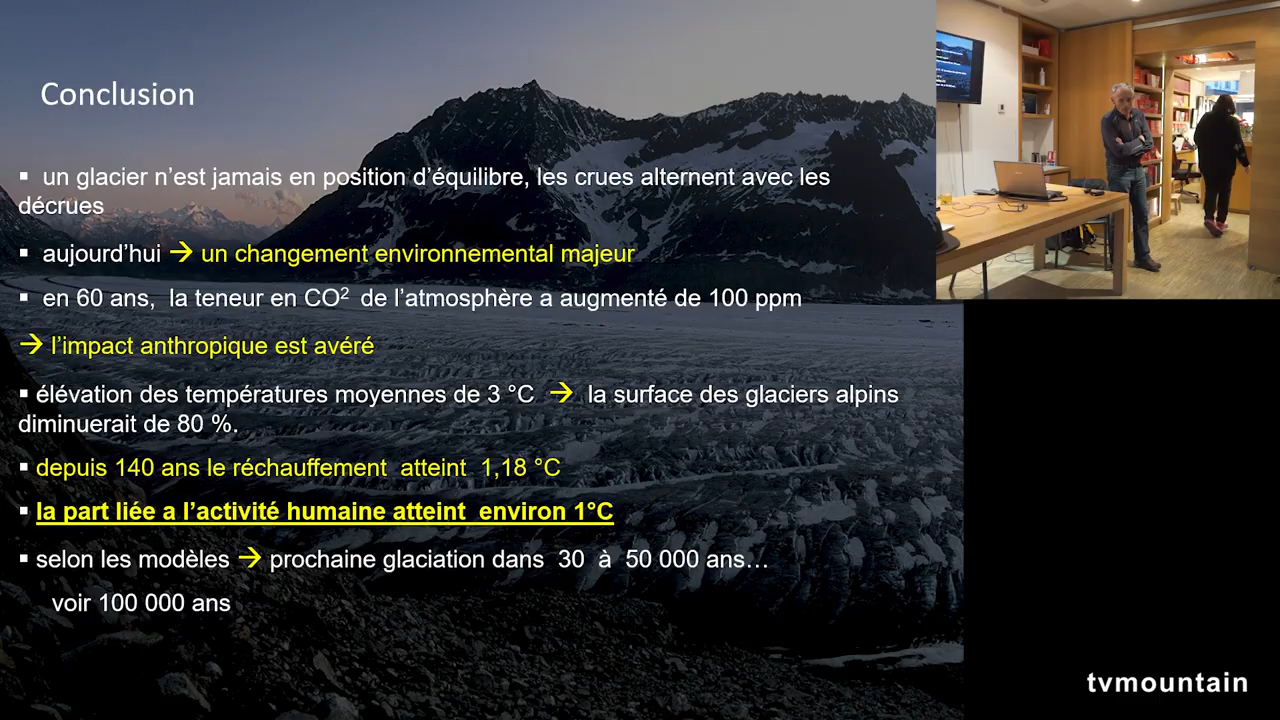 Conclusion
▪ un glacier n’est jamais en position d’équilibre, les crues alternent avec les
décrues
▪ aujourd’hui → un changement environnemental majeur
▪ en 60 ans, la teneur en CO² de l’atmosphère a augmenté de 100 ppm
→ l’impact anthropique est avéré
▪ élévation des températures moyennes de 3 °C → la surface des glaciers alpins
diminuerait de 80 %.
▪ depuis 140 ans le réchauffement atteint 1,18 °C
▪ la part liée a l’activité humaine atteint environ 1°C
▪ selon les modèles → prochaine glaciation dans 30 à 50 000 ans…
voir 100 000 ans
tvmountain